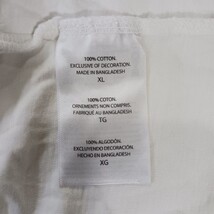 100% COTTON.
EXCLUSIVE OF DECORATION.
MADE IN BANGLADESH
XL
100% COTON.
ORNEMENTS NON COMPRIS.
FABRIQUÉ AU BANGLADESH
TG
100% ALGODÓN.
EXCLUYENDO DECORACIÓN.
HECHO EN BANGLADESH
XG